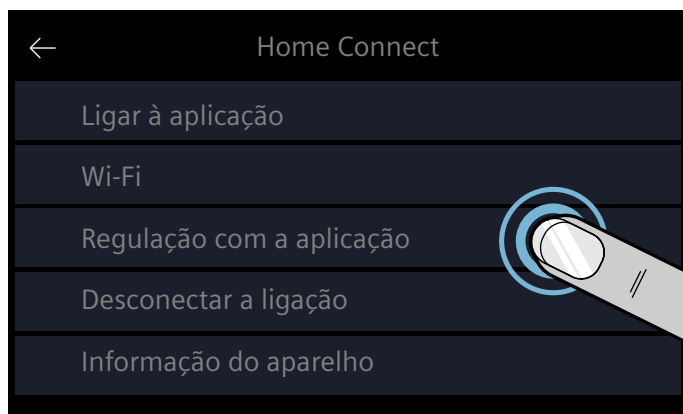 Home Connect
Ligar à aplicação
Wi-Fi
Regulação com a aplicação
Desconectar a ligação
Informação do aparelho